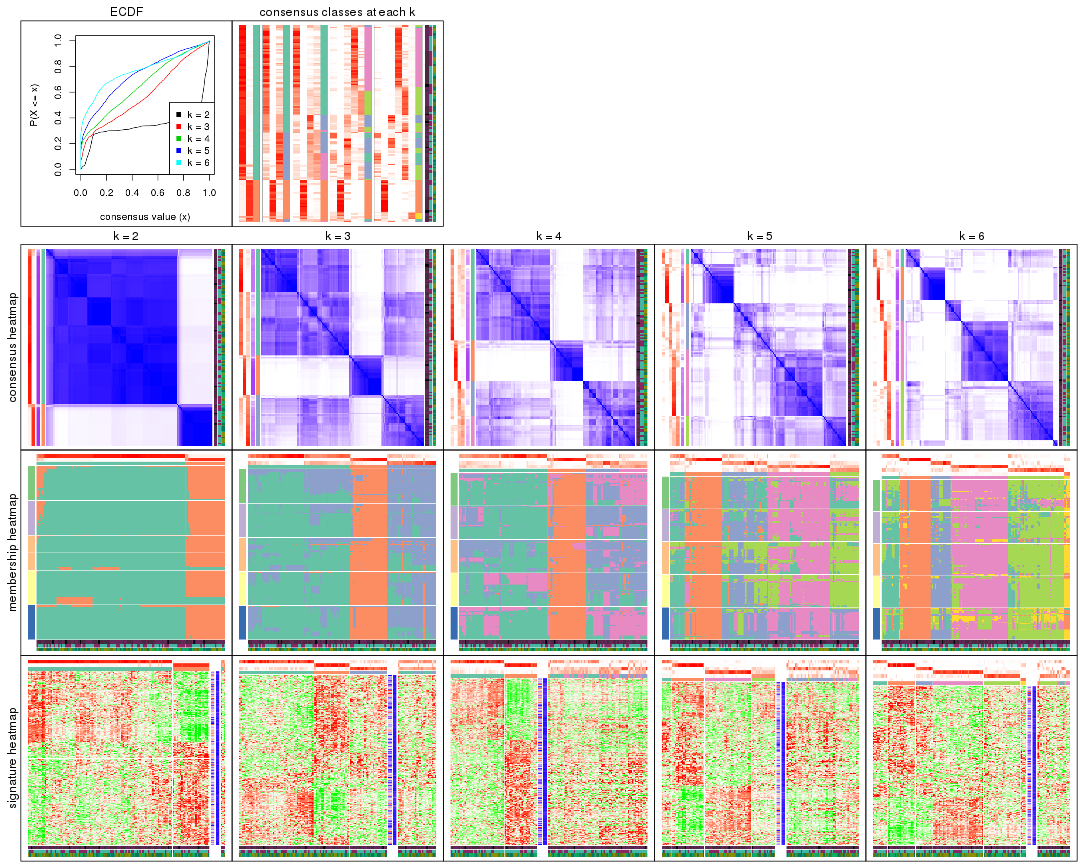 ECDF
consensus classes at each k
P(X <= x)
0.0 0.2 0.4 0.6 0.8 1.0
k = 2
k = 3
k = 4
k = 5
k = 6
0.0 0.2 0.4 0.6 0.8 1.0
consensus value (x)
k = 2 k = 3 k = 4 k = 5 k = 6
consensus heatmap
membership heatmap
signature heatmap